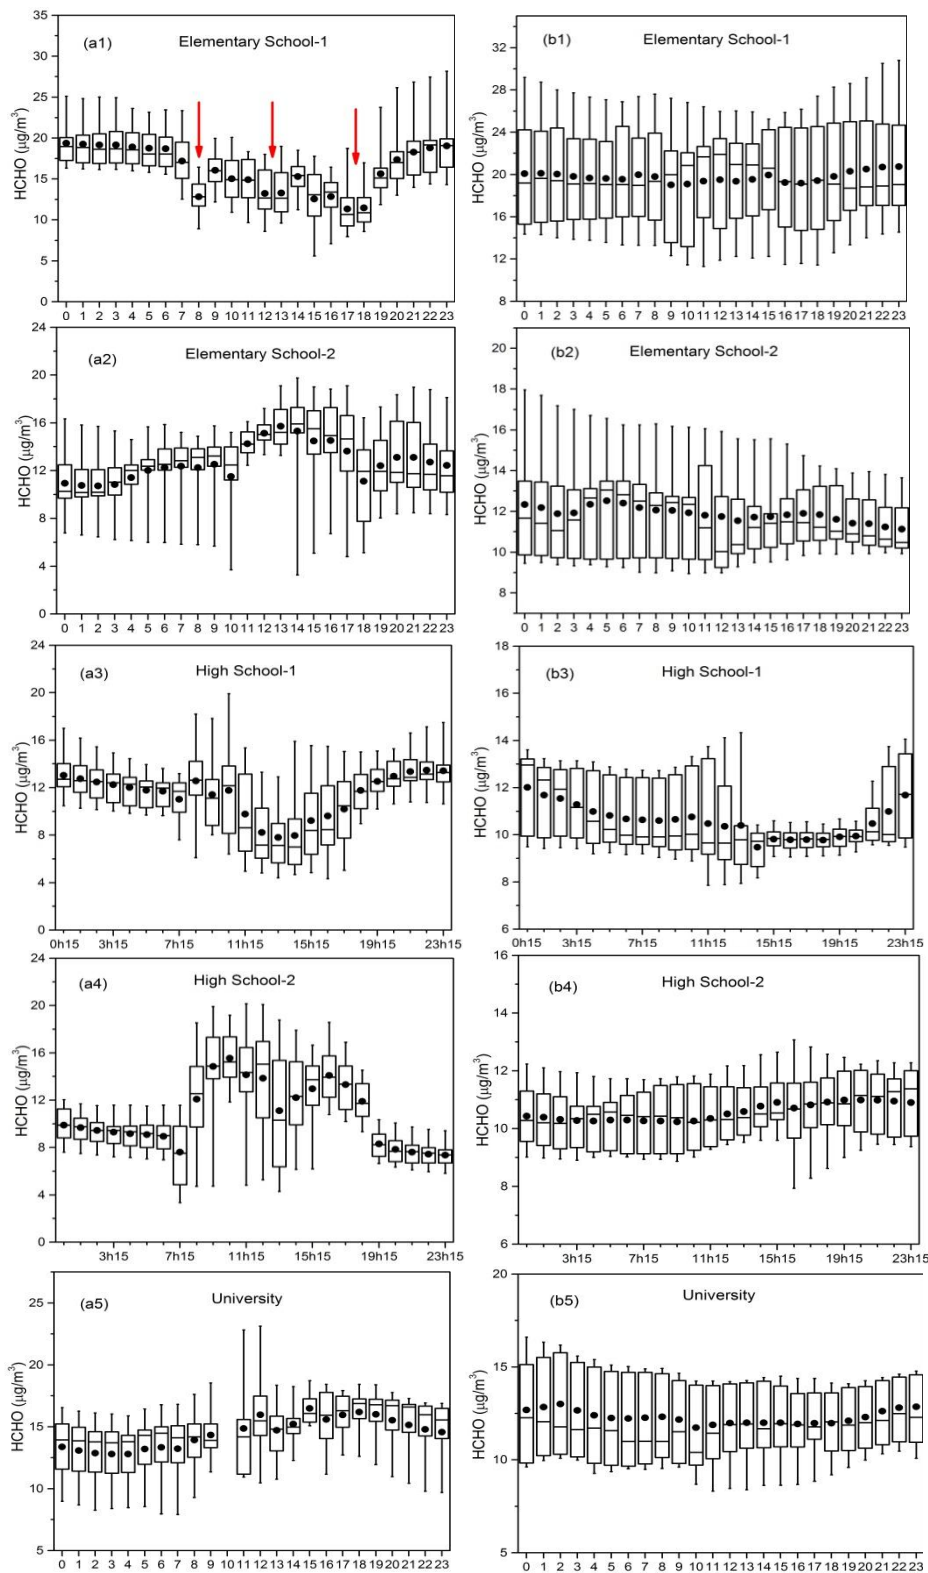 (a1) Elementary School-1
HCHO (µg/m³)
35
30
25
20
15
10
5
0
0 1 2 3 4 5 6 7 8 9 10 11 12 13 14 15 16 17 18 19 20 21 22 23
(b1) Elementary School-1
HCHO (µg/m³)
32
28
24
20
16
12
8
0 1 2 3 4 5 6 7 8 9 10 11 12 13 14 15 16 17 18 19 20 21 22 23
(a2) Elementary School-2
HCHO (µg/m³)
24
20
16
12
8
4
0
0 1 2 3 4 5 6 7 8 9 10 11 12 13 14 15 16 17 18 19 20 21 22 23
(b2) Elementary School-2
HCHO (µg/m³)
20
18
16
14
12
10
8
0 1 2 3 4 5 6 7 8 9 10 11 12 13 14 15 16 17 18 19 20 21 22 23
(a3) High School-1
HCHO (µg/m³)
24
20
16
12
8
4
0
0h15 3h15 7h15 11h15 15h15 19h15 23h15
(b3) High School-1
HCHO (µg/m³)
18
16
14
12
10
8
6
0h15 3h15 7h15 11h15 15h15 19h15 23h15
(a4) High School-2
HCHO (µg/m³)
24
20
16
12
8
4
0
3h15 7h15 11h15 15h15 19h15 23h15
(b4) High School-2
HCHO (µg/m³)
16
14
12
10
8
6
3h15 7h15 11h15 15h15 19h15 23h15
(a5) University
HCHO (µg/m³)
25
20
15
10
5
0 1 2 3 4 5 6 7 8 9 10 11 12 13 14 15 16 17 18 19 20 21 22 23
(b5) University
HCHO (µg/m³)
20
15
10
5
0 1 2 3 4 5 6 7 8 9 10 11 12 13 14 15 16 17 18 19 20 21 22 23